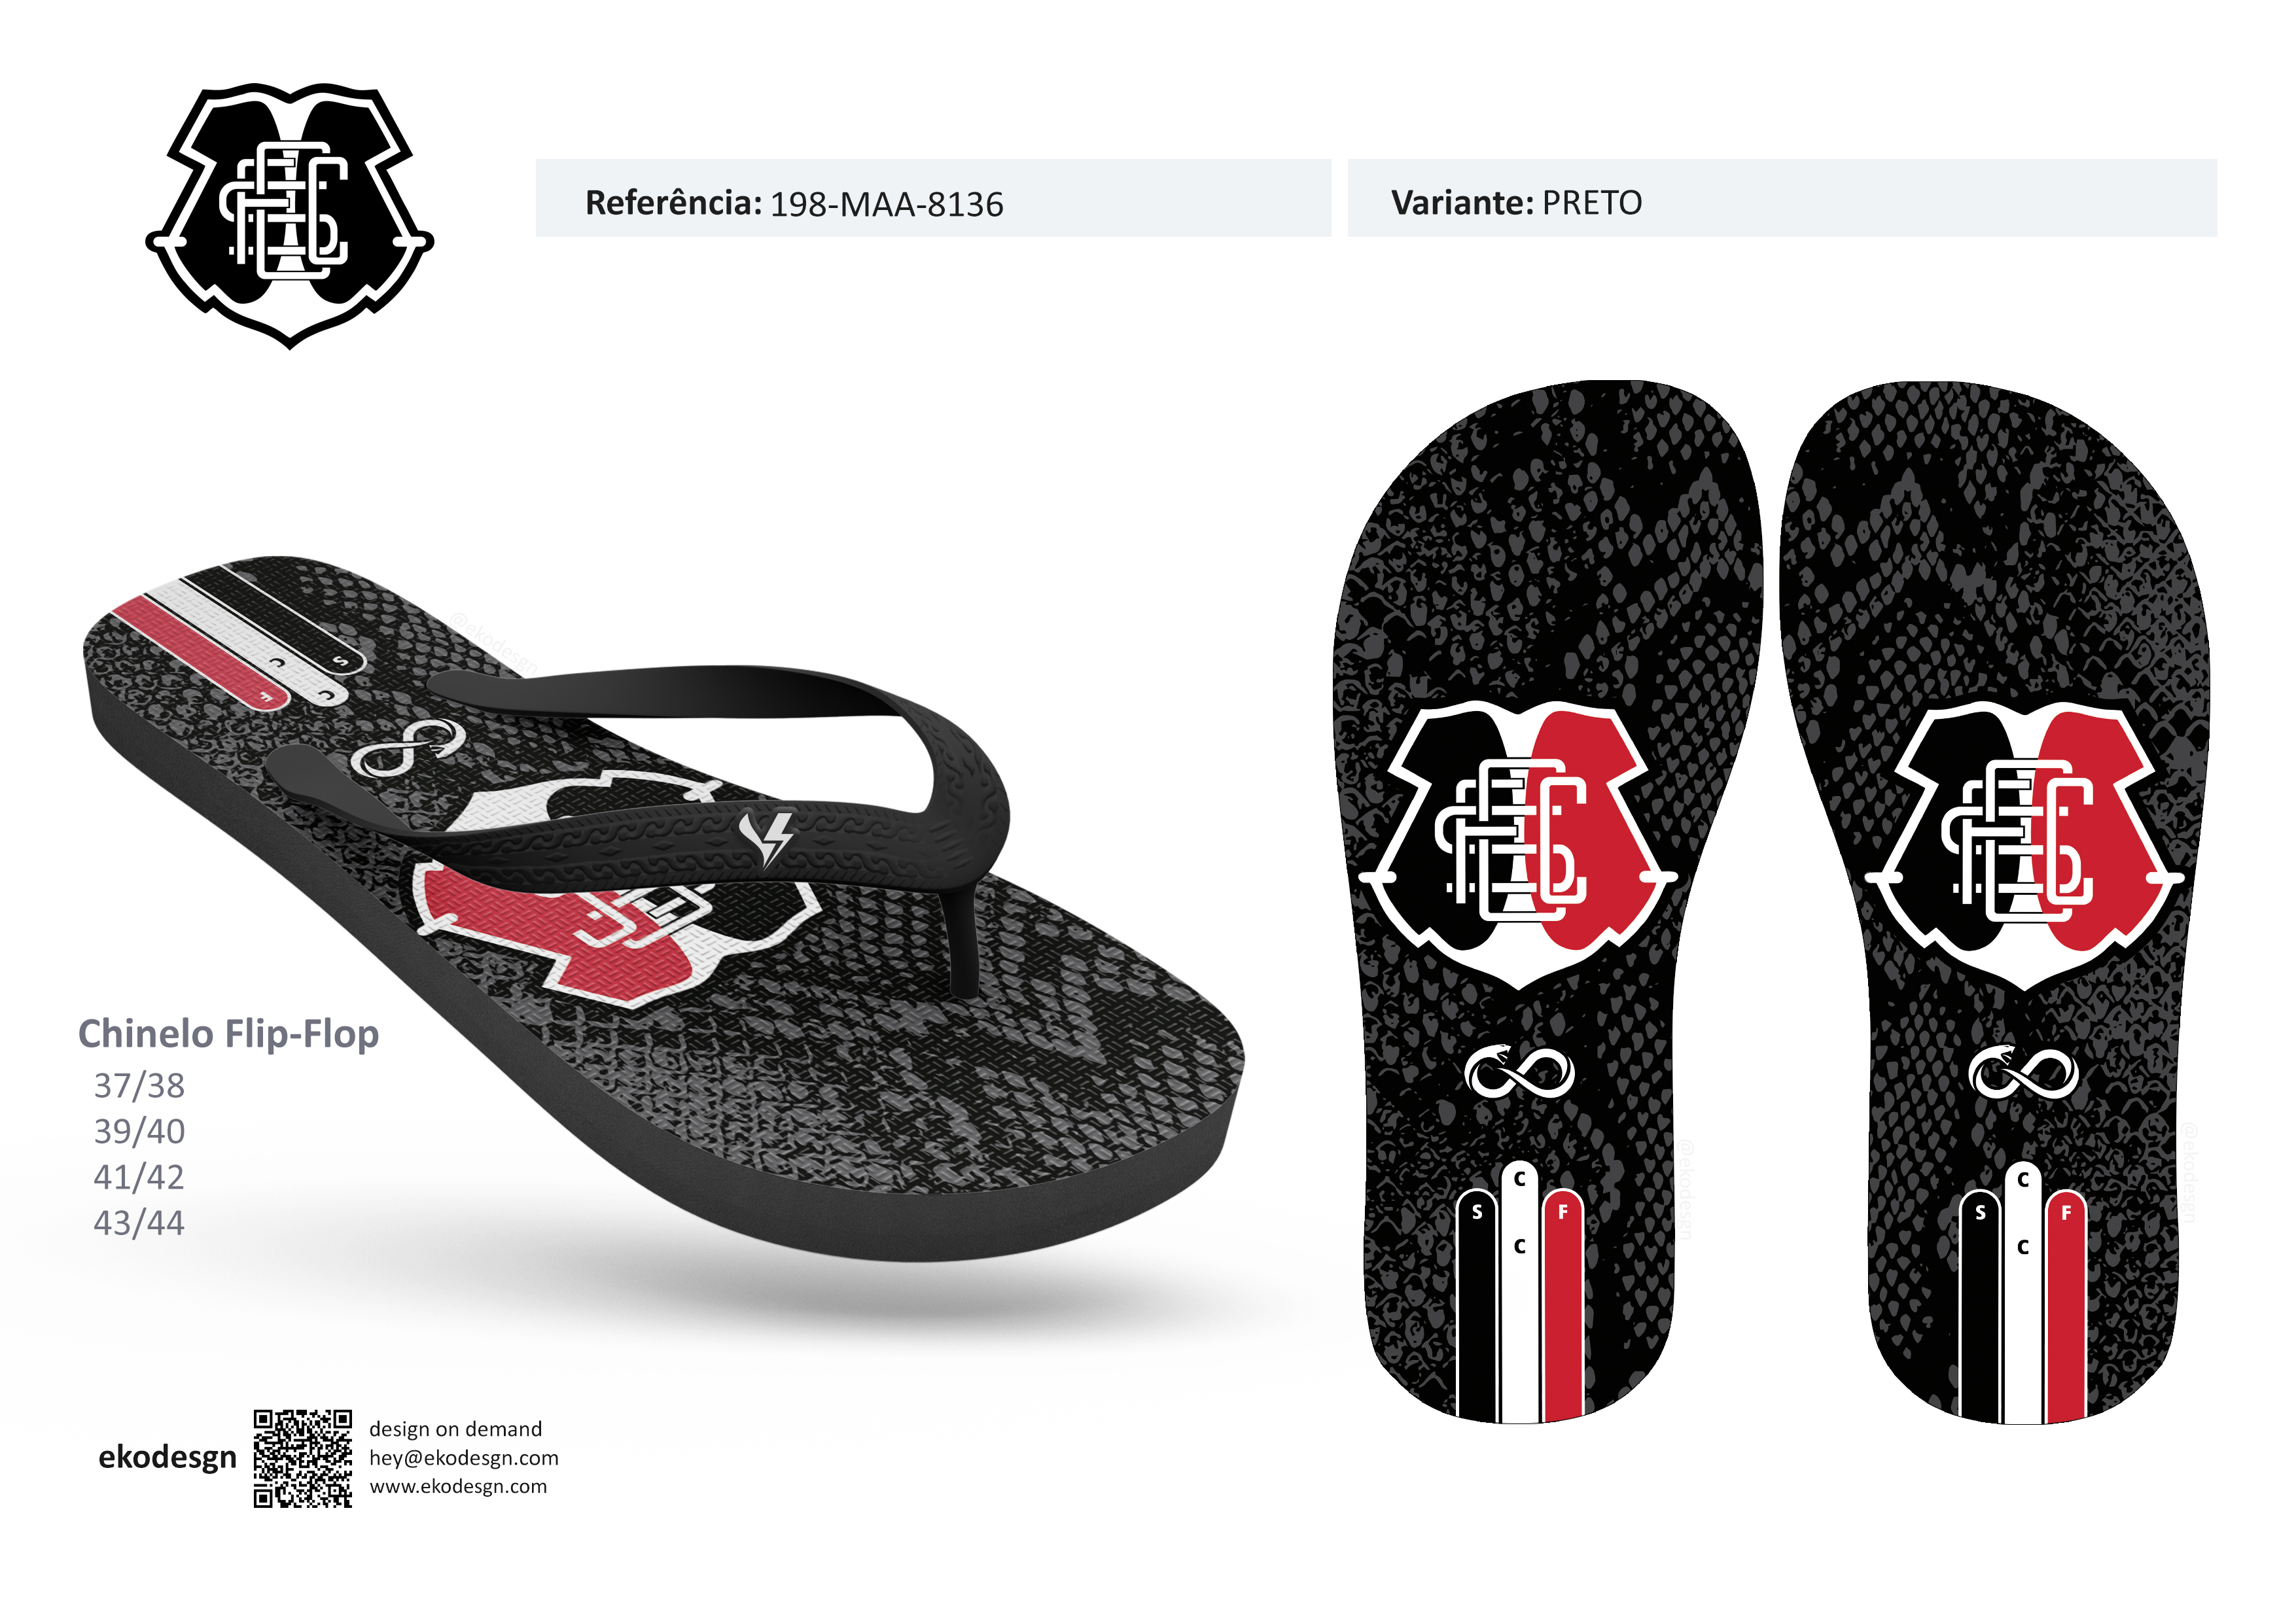 Referência: 198-MAA-8136
Variante: PRETO
@ekodesgn
S
C
C
F
Chinelo Flip-Flop
37/38
39/40
41/42
43/44
C
S
F
C
C
S
F
C
@ekodesgn
@ekodesgn
ekodesgn
design on demand
hey@ekodesgn.com
www.ekodesgn.com